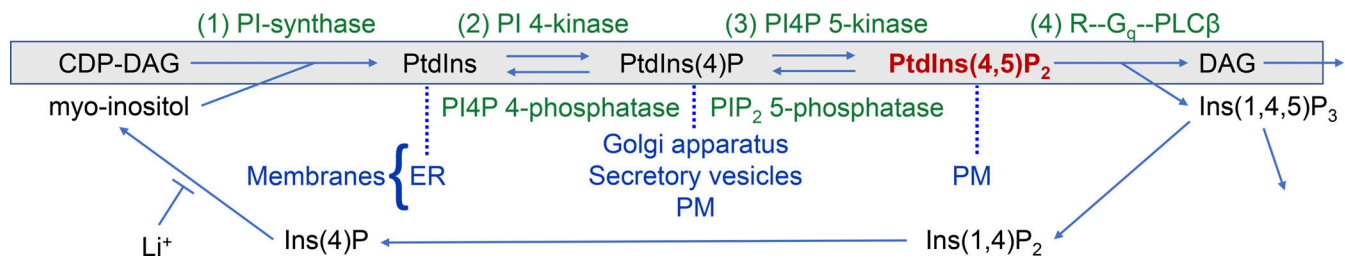 (1) PI-synthase (2) PI 4-kinase (3) PI4P 5-kinase (4) R--Gq--PLCβ
CDP-DAG PtdIns PtdIns(4)P PtdIns(4,5)P₂ DAG
myo-inositol PI4P 4-phosphatase PIP₂ 5-phosphatase Ins(1,4,5)P₃
Golgi apparatus
Membranes { ER Secretory vesicles PM
PM
Li⁺ Ins(4)P Ins(1,4)P₂